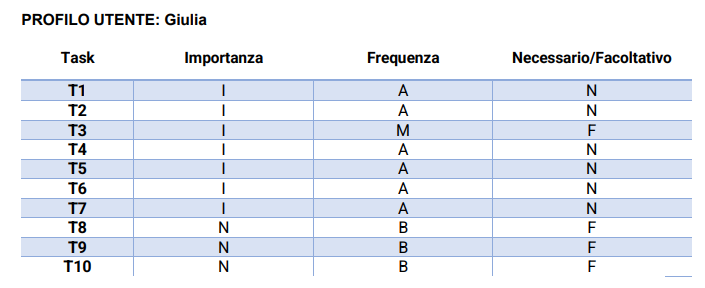 PROFILO UTENTE: Giulia
Task Importanza Frequenza Necessario/Facoltativo
T1 I A N
T2 I A N
T3 I M F
T4 I A N
T5 I A N
T6 I A N
T7 I A N
T8 N B F
T9 N B F
T10 N B F